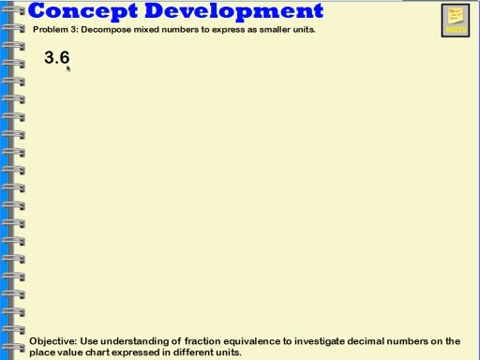 Concept Development
Problem 3: Decompose mixed numbers to express as smaller units.
3.6
Objective: Use understanding of fraction equivalence to investigate decimal numbers on the
place value chart expressed in different units.